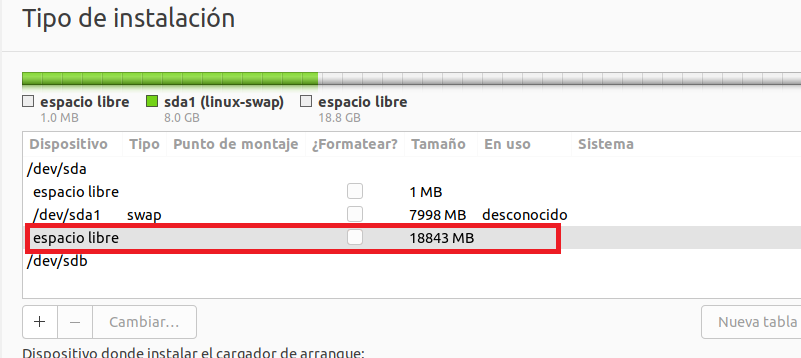 Tipo de instalación
espacio libre sda1 (linux-swap) espacio libre
1.0 MB 8.0 GB 18.8 GB
Dispositivo Tipo Punto de montaje ¿Formatear? Tamaño En uso Sistema
/dev/sda
espacio libre 1 MB
/dev/sda1 swap 7998 MB desconocido
espacio libre 18843 MB
/dev/sdb
+ − Cambiar... Nueva tabla
Dispositivo donde instalar el cargador de arranque: